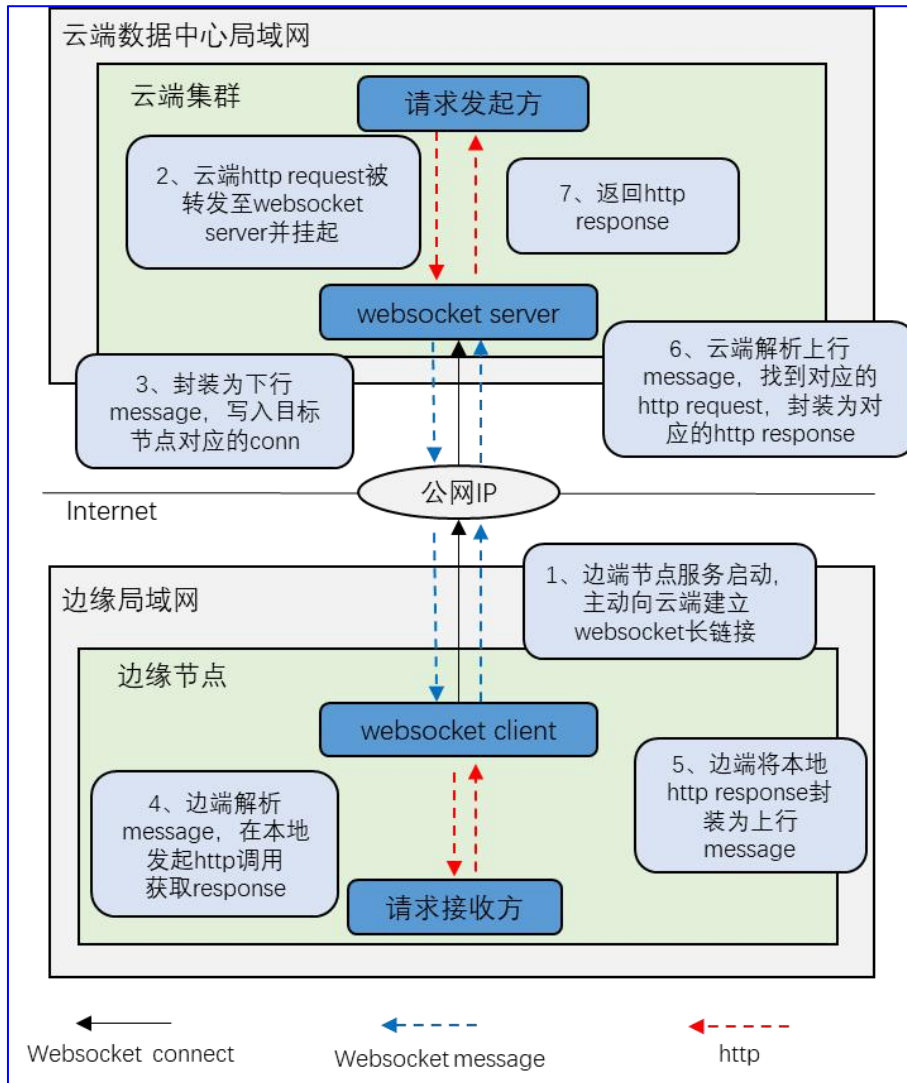 云端数据中心局域网
云端集群
请求发起方
2、云端http request被
转发至websocket
server并挂起
7、返回http
response
websocket server
3、封装为下行
message，写入目标
节点对应的conn
6、云端解析上行
message，找到对应的
http request，封装为对
应的http response
公网IP
Internet
1、边端节点服务启动，
主动向云端建立
websocket长链接
边缘局域网
边缘节点
websocket client
4、边端解析
message，在本地
发起http调用
获取response
5、边端将本地
http response封
装为上行
message
请求接收方
Websocket connect
Websocket message
http